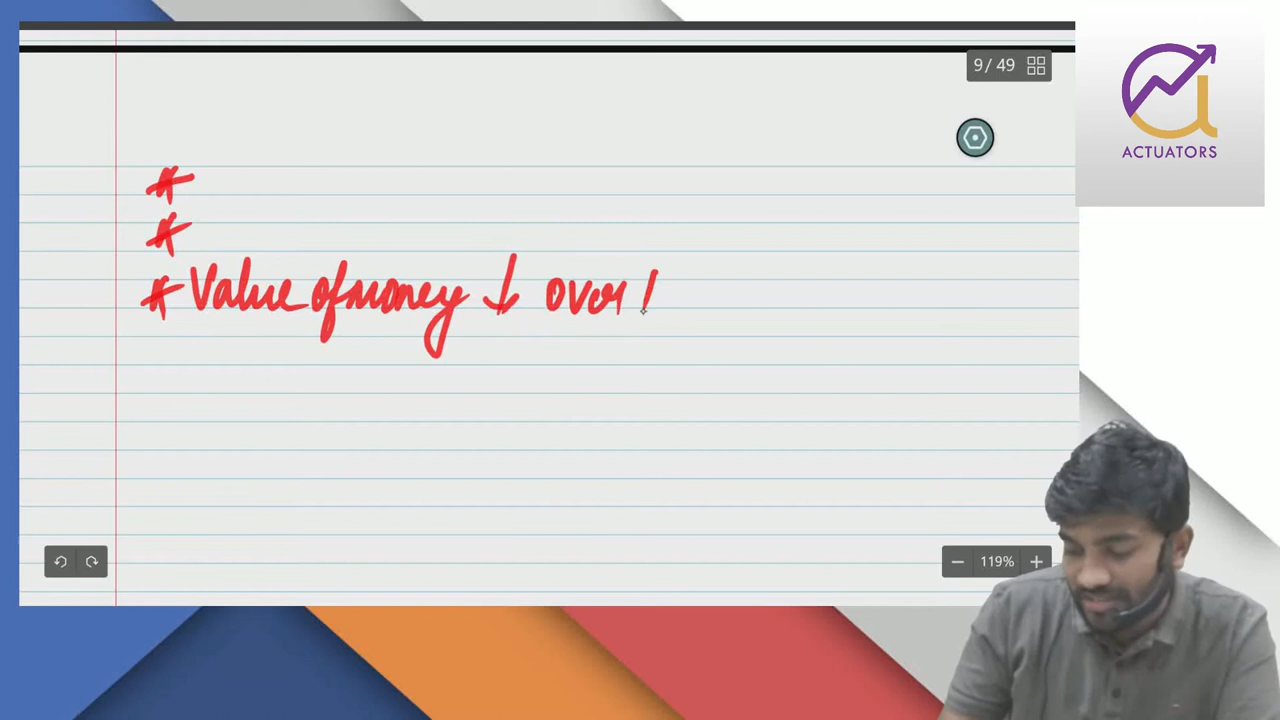 9 / 49
ACTUATORS
*
*
* Value of money ↓ over
119%